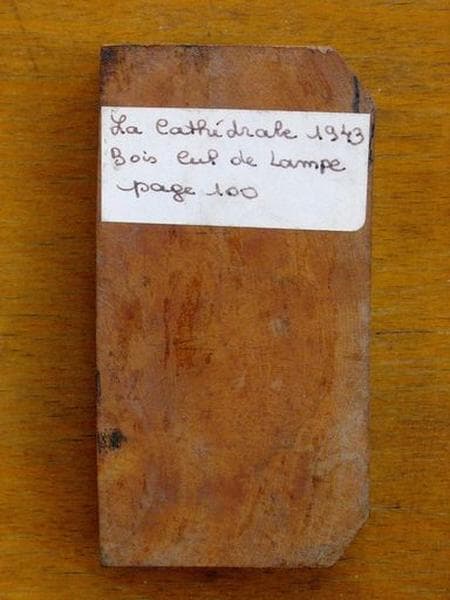 La Cathédrale 1943
Bois Cul de Lampe
page 100